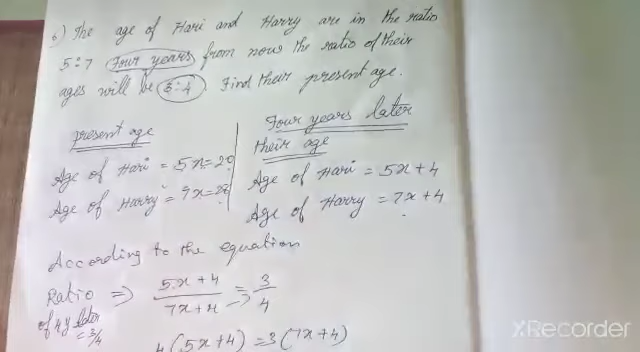 6) The age of Hari and Harry are in the ratio
5:7 Four years from now the ratio of their
ages will be 3:4 Find their present age.
present age
Age of Hari = 5x=20
Age of Harry = 7x=28
Four years later
their age
Age of Hari = 5x+4
Age of Harry = 7x+4
According to the equation
Ratio ⇒ 5x+4 / 7x+4 = 3/4
of 4y later
= 3/4
4(5x+4) = 3(7x+4)
XRecorder